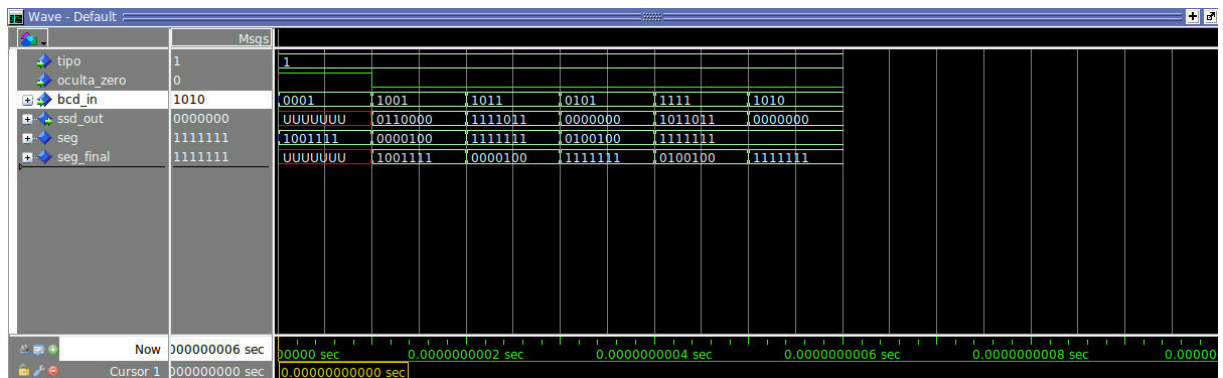 Wave - Default
Msgs
tipo 1 1
oculta_zero 0
bcd_in 1010 0001 1001 1011 0101 1111 1010
ssd_out 0000000 UUUUUUU 0110000 1111011 0000000 1011011 0000000
seg 1111111 1001111 0000100 1111111 0100100 1111111
seg_final 1111111 UUUUUUU 1001111 0000100 1111111 0100100 1111111
Now 000000006 sec 00000 sec 0.0000000002 sec 0.0000000004 sec 0.0000000006 sec 0.0000000008 sec 0.00000
Cursor 1 000000000 sec 0.00000000000 sec